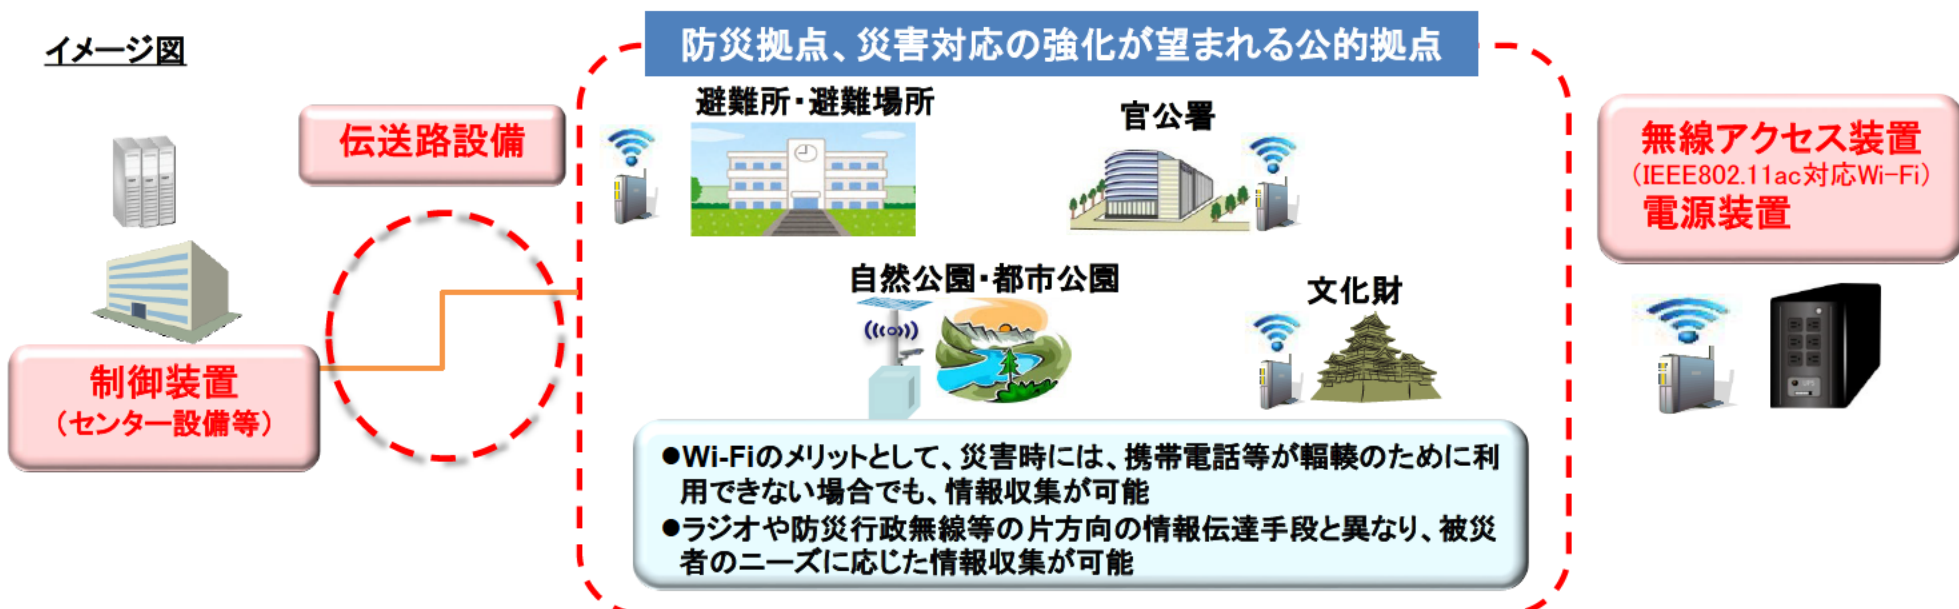 イメージ図
防災拠点、災害対応の強化が望まれる公的拠点
伝送路設備
避難所・避難場所
官公署
無線アクセス装置
(IEEE802.11ac対応Wi-Fi)
電源装置
自然公園・都市公園
文化財
制御装置
(センター設備等)
●Wi-Fiのメリットとして、災害時には、携帯電話等が輻輳のために利
用できない場合でも、情報収集が可能
●ラジオや防災行政無線等の片方向の情報伝達手段と異なり、被災
者のニーズに応じた情報収集が可能
UPS